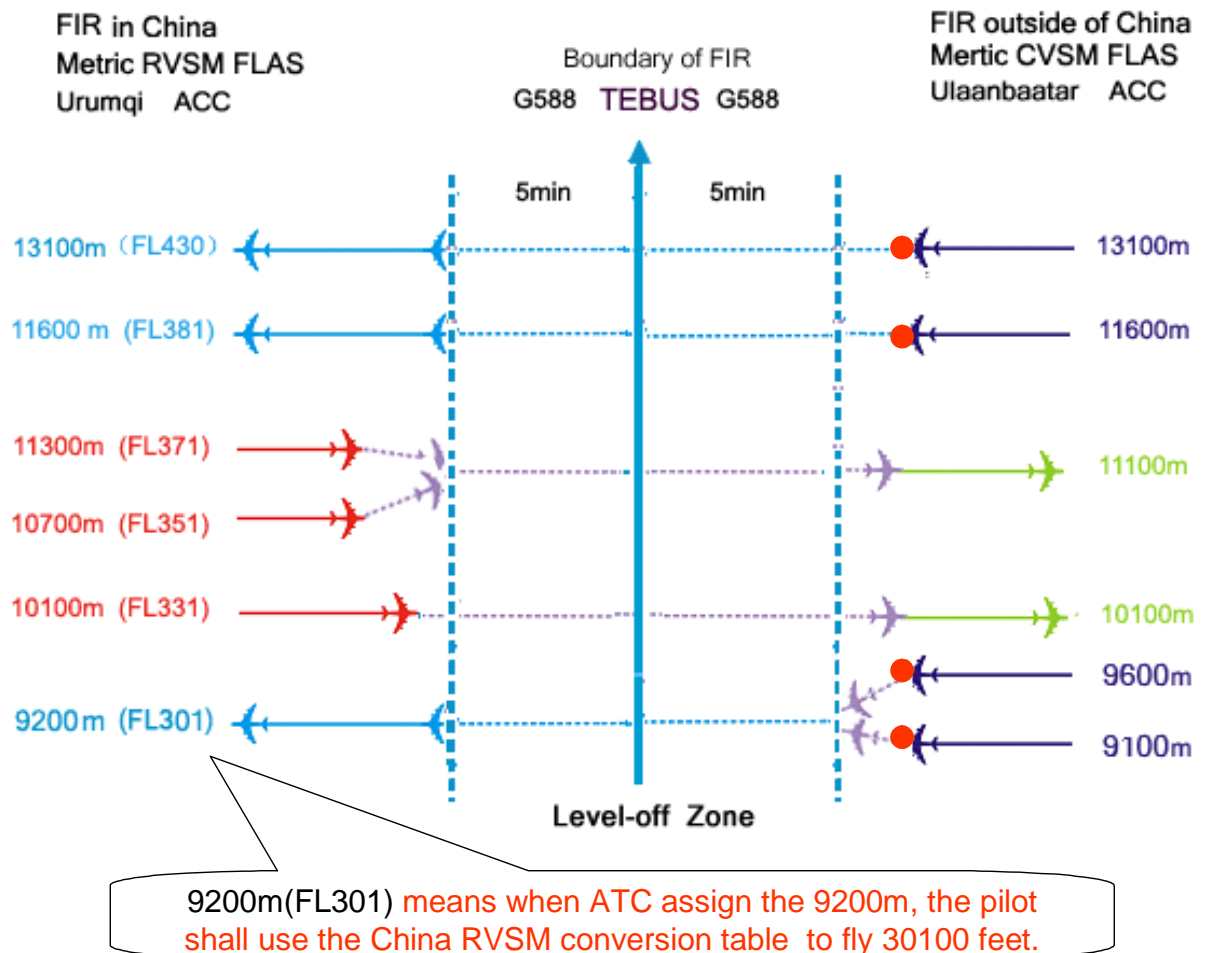 FIR in China
Metric RVSM FLAS
Urumqi ACC
Boundary of FIR
G588 TEBUS G588
FIR outside of China
Mertic CVSM FLAS
Ulaanbaatar ACC
5min 5min
13100m（FL430） 13100m
11600 m (FL381) 11600m
11300m (FL371) 11100m
10700m (FL351)
10100m (FL331) 10100m
9600m
9200m (FL301)
9100m
Level-off Zone
9200m(FL301) means when ATC assign the 9200m, the pilot
shall use the China RVSM conversion table to fly 30100 feet.